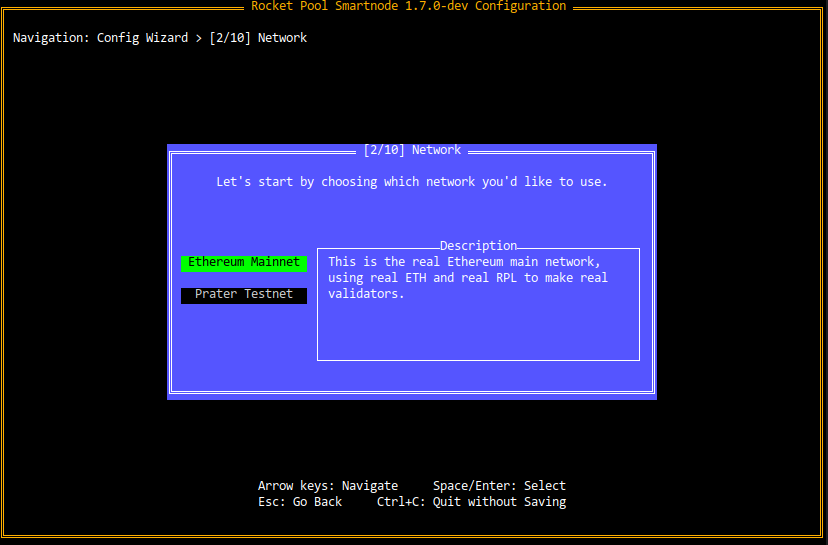 Rocket Pool Smartnode 1.7.0-dev Configuration
Navigation: Config Wizard > [2/10] Network
[2/10] Network
Let's start by choosing which network you'd like to use.
Description
Ethereum Mainnet
Prater Testnet
This is the real Ethereum main network,
using real ETH and real RPL to make real
validators.
Arrow keys: Navigate     Space/Enter: Select
Esc: Go Back     Ctrl+C: Quit without Saving